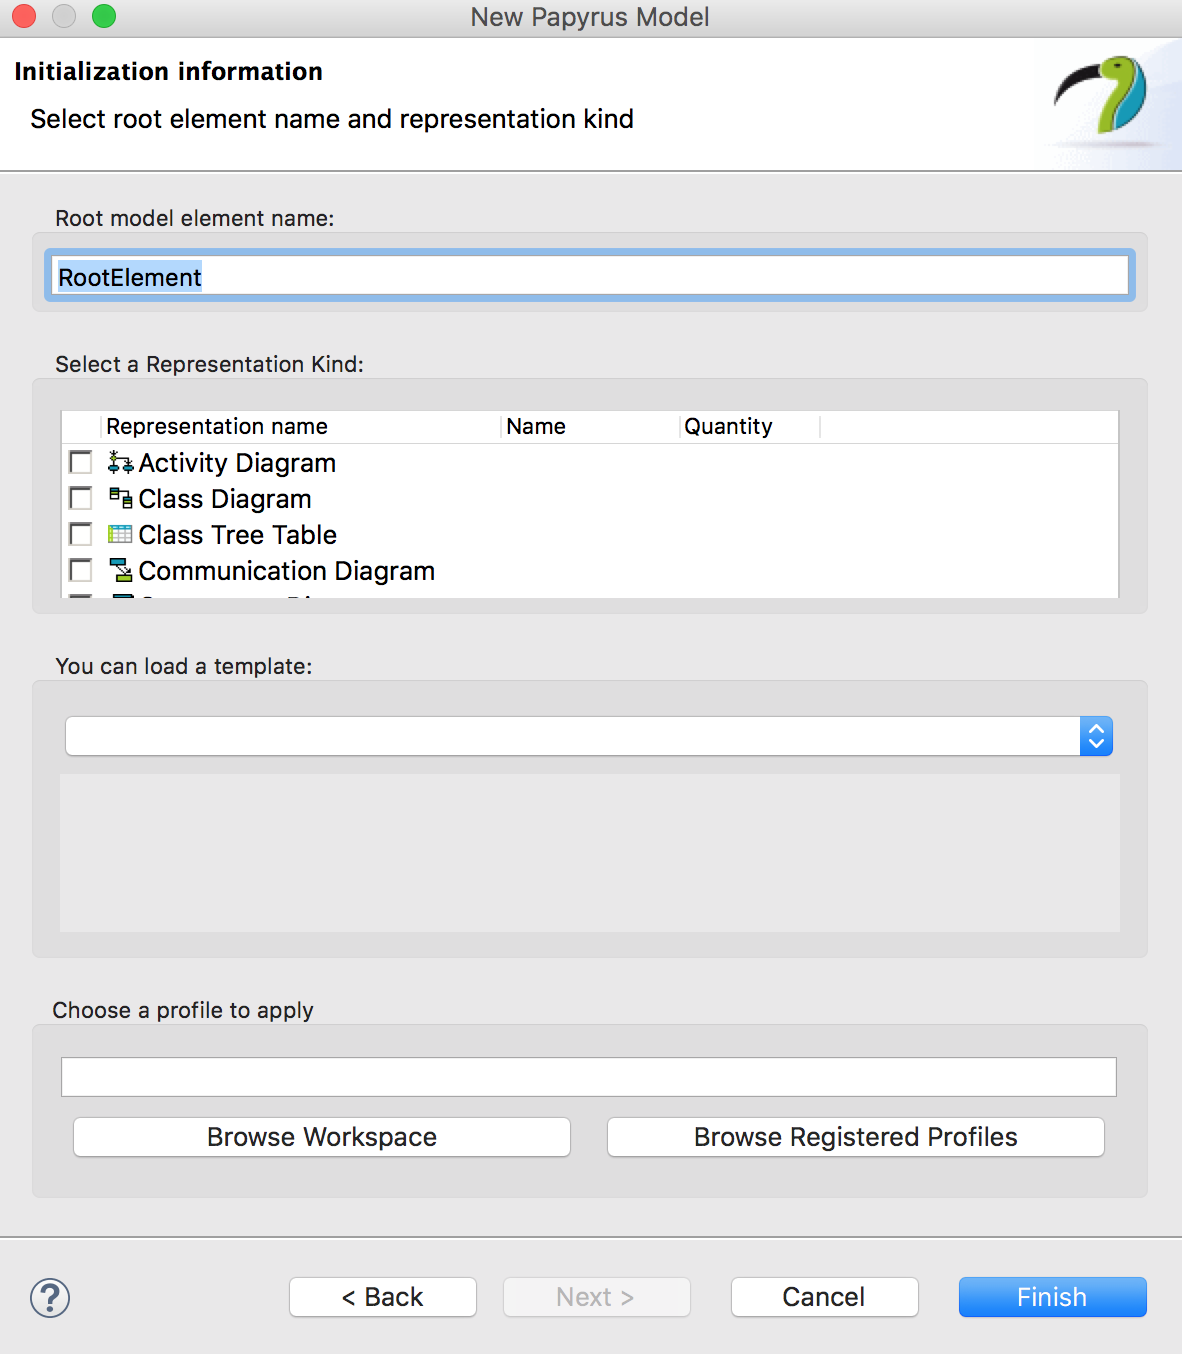 New Papyrus Model
Initialization information
Select root element name and representation kind
Root model element name:
RootElement
Select a Representation Kind:
Representation name Name Quantity
Activity Diagram
Class Diagram
Class Tree Table
Communication Diagram
You can load a template:
Choose a profile to apply
Browse Workspace Browse Registered Profiles
? < Back Next > Cancel Finish